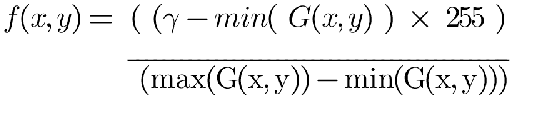 f(x,y) = ( (γ − min( G(x,y) ) × 255 )
(max(G(x,y)) − min(G(x,y)))